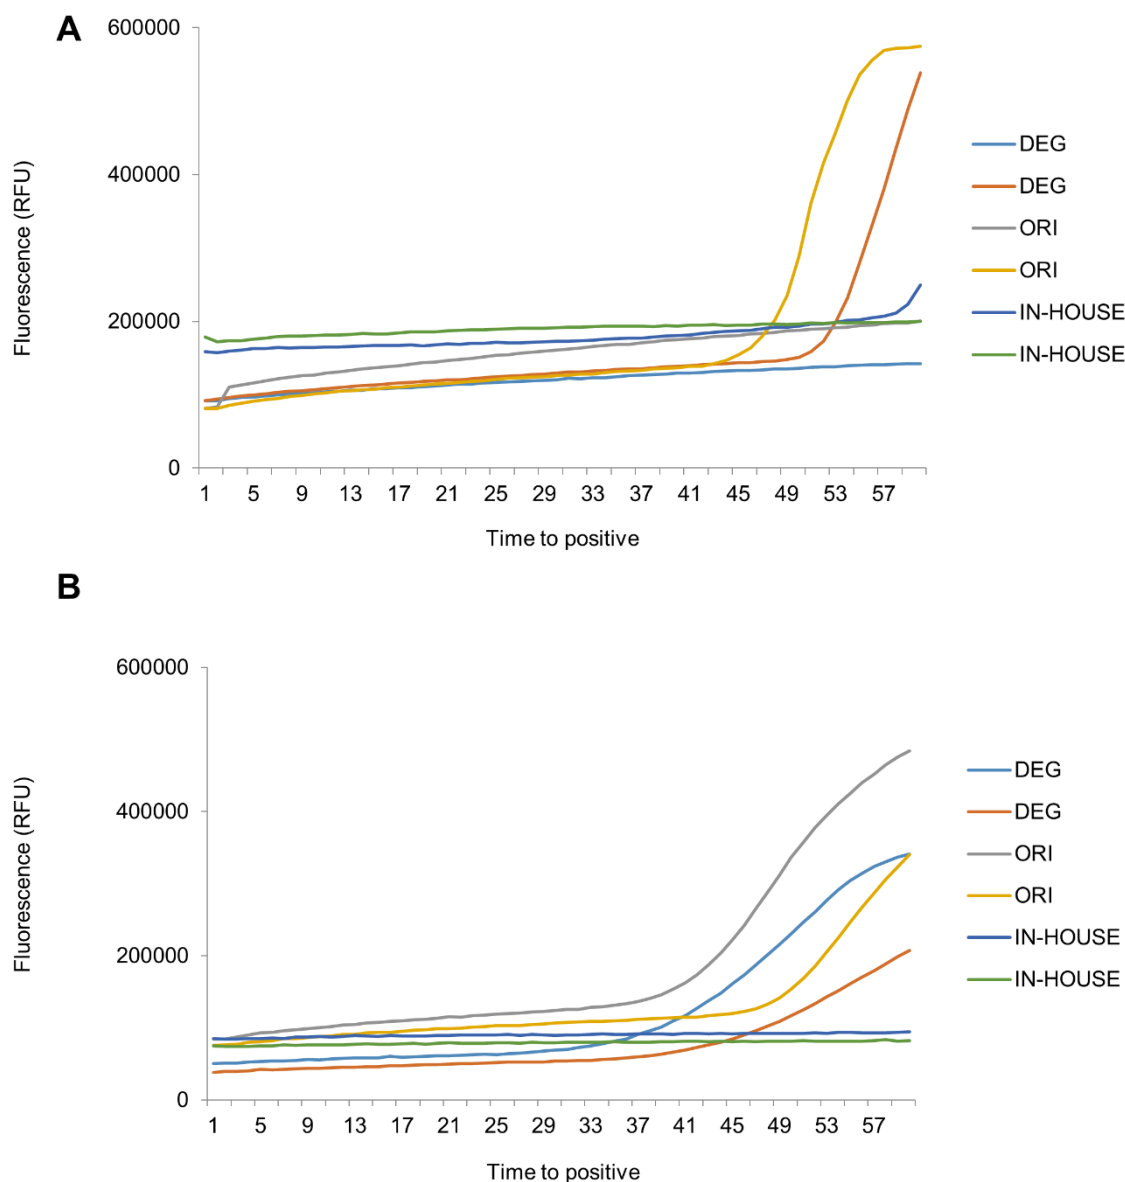 A
600000
400000
200000
0
Fluorescence (RFU)
1 5 9 13 17 21 25 29 33 37 41 45 49 53 57
Time to positive
DEG
DEG
ORI
ORI
IN-HOUSE
IN-HOUSE
B
600000
400000
200000
0
Fluorescence (RFU)
1 5 9 13 17 21 25 29 33 37 41 45 49 53 57
Time to positive
DEG
DEG
ORI
ORI
IN-HOUSE
IN-HOUSE